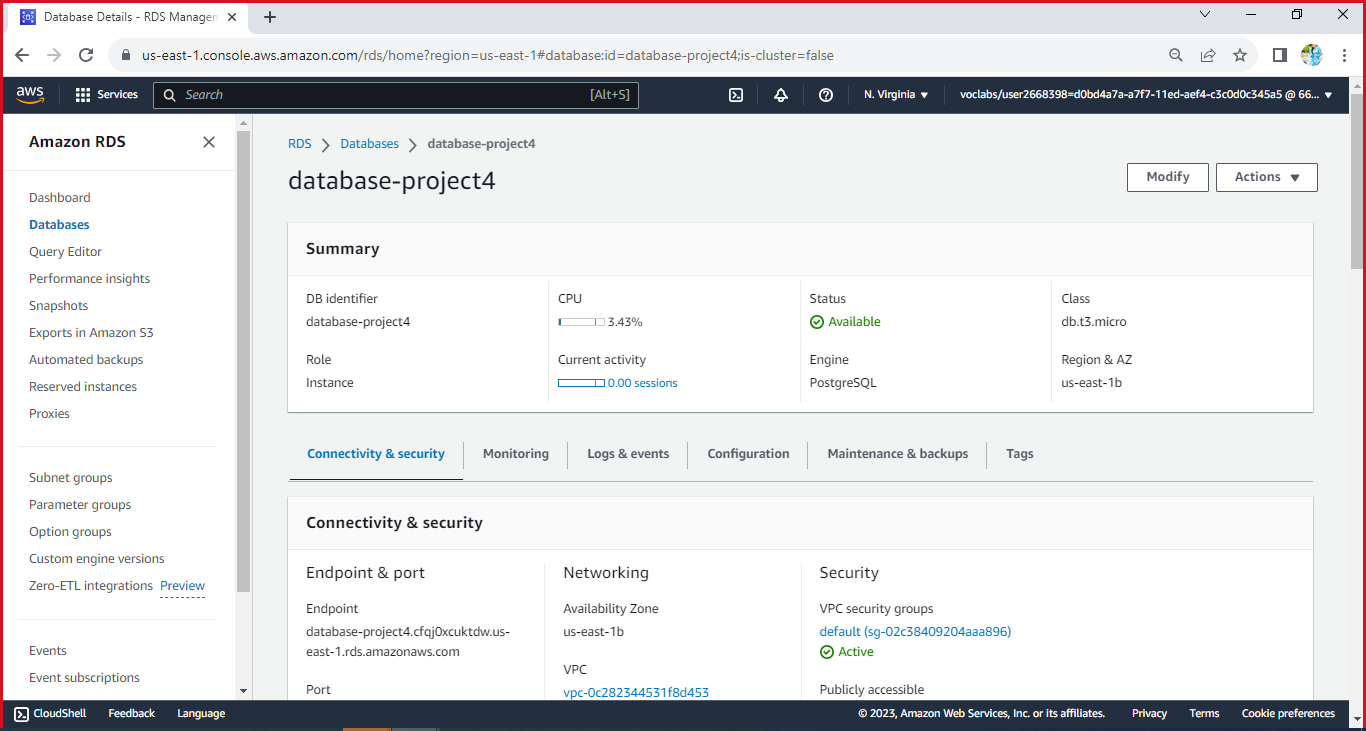 Database Details - RDS Managem
us-east-1.console.aws.amazon.com/rds/home?region=us-east-1#database:id=database-project4;is-cluster=false
aws
Services
Search
[Alt+S]
N. Virginia
voclabs/user2668398=d0bd4a7a-a7f7-11ed-aef4-c3c0d0c345a5 @ 66...
Amazon RDS
Dashboard
Databases
Query Editor
Performance insights
Snapshots
Exports in Amazon S3
Automated backups
Reserved instances
Proxies
Subnet groups
Parameter groups
Option groups
Custom engine versions
Zero-ETL integrations Preview
Events
Event subscriptions
RDS
Databases
database-project4
database-project4
Modify
Actions
Summary
DB identifier
database-project4
CPU
3.43%
Status
Available
Class
db.t3.micro
Role
Instance
Current activity
0.00 sessions
Engine
PostgreSQL
Region & AZ
us-east-1b
Connectivity & security
Monitoring
Logs & events
Configuration
Maintenance & backups
Tags
Connectivity & security
Endpoint & port
Endpoint
database-project4.cfqj0xcuktdw.us-
east-1.rds.amazonaws.com
Port
Networking
Availability Zone
us-east-1b
VPC
vpc-0c282344531f8d453
Security
VPC security groups
default (sg-02c38409204aaa896)
Active
Publicly accessible
CloudShell
Feedback
Language
© 2023, Amazon Web Services, Inc. or its affiliates.
Privacy
Terms
Cookie preferences